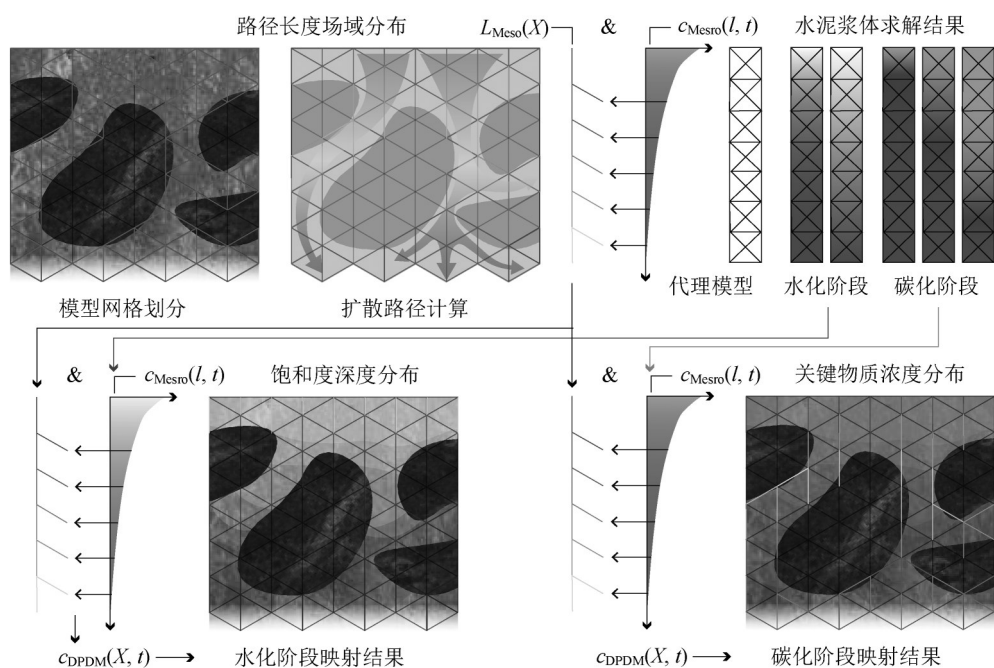 路径长度场域分布
L_Meso(X)
&
c_Mesro(l, t)
水泥浆体求解结果
模型网格划分
扩散路径计算
代理模型
水化阶段
碳化阶段
&
c_Mesro(l, t)
饱和度深度分布
&
c_Mesro(l, t)
关键物质浓度分布
c_DPDM(X, t)
水化阶段映射结果
c_DPDM(X, t)
碳化阶段映射结果